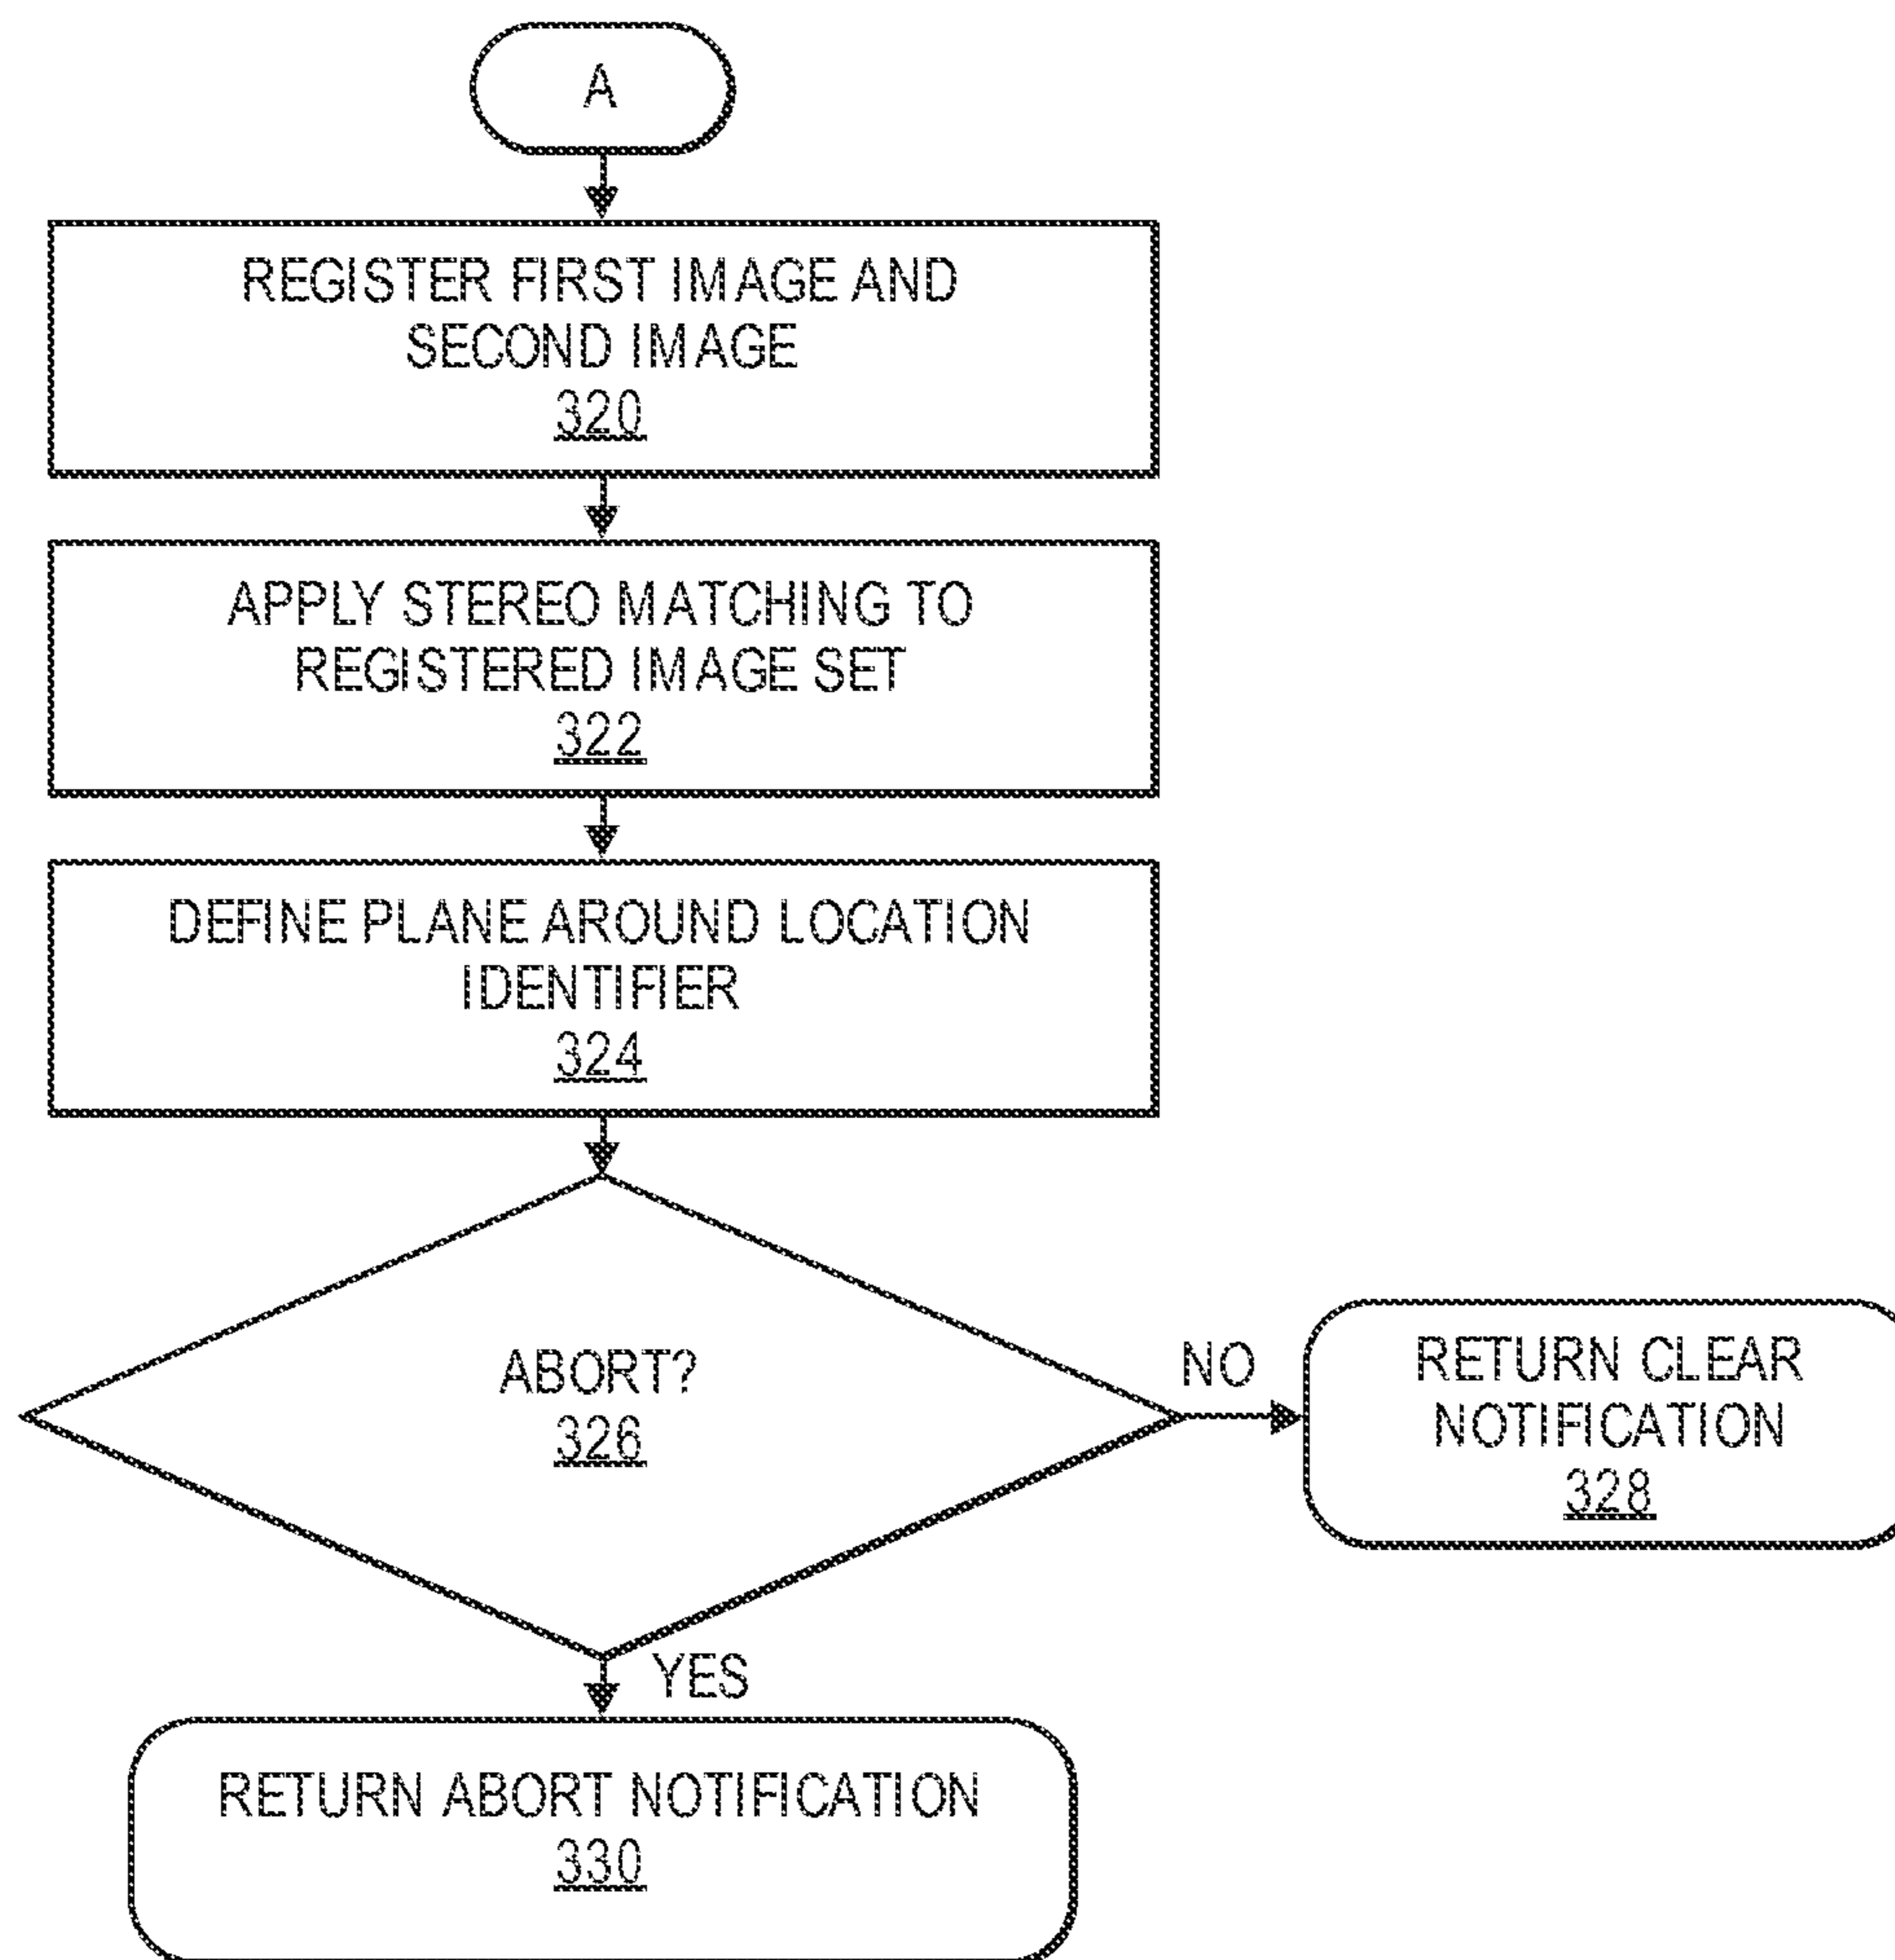 A
REGISTER FIRST IMAGE AND
SECOND IMAGE
320
APPLY STEREO MATCHING TO
REGISTERED IMAGE SET
322
DEFINE PLANE AROUND LOCATION
IDENTIFIER
324
ABORT?
326
NO
RETURN CLEAR
NOTIFICATION
328
YES
RETURN ABORT NOTIFICATION
330